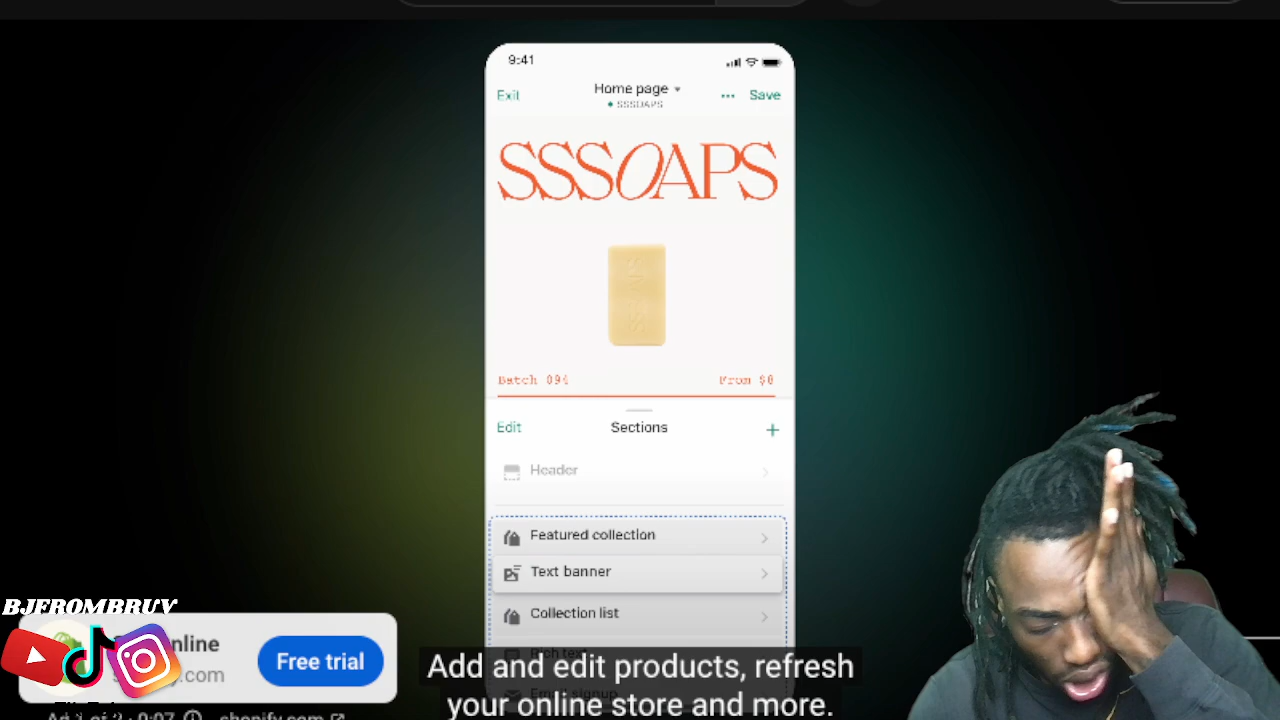 9:41
Exit
Home page
SSSOAPS
Save
SSSOAPS
Batch 094
From $8
Edit
Sections
+
Header
Featured collection
Text banner
Collection list
Add and edit products, refresh
your online store and more.
BJFROMBRUV
Free trial